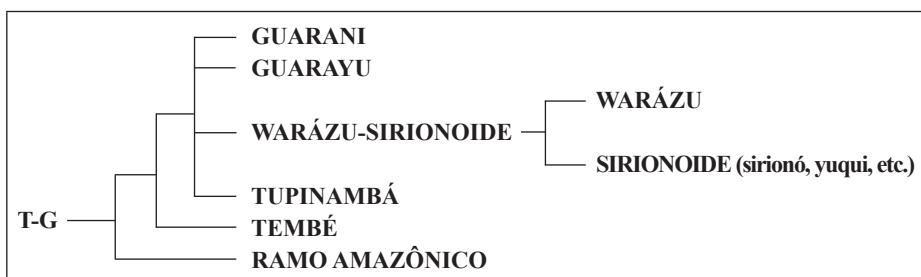 GUARANI
GUARAYU
WARÁZU
WARÁZU-SIRIONOIDE
SIRIONOIDE (sirionó, yuqui, etc.)
TUPINAMBÁ
T-G
TEMBÉ
RAMO AMAZÔNICO